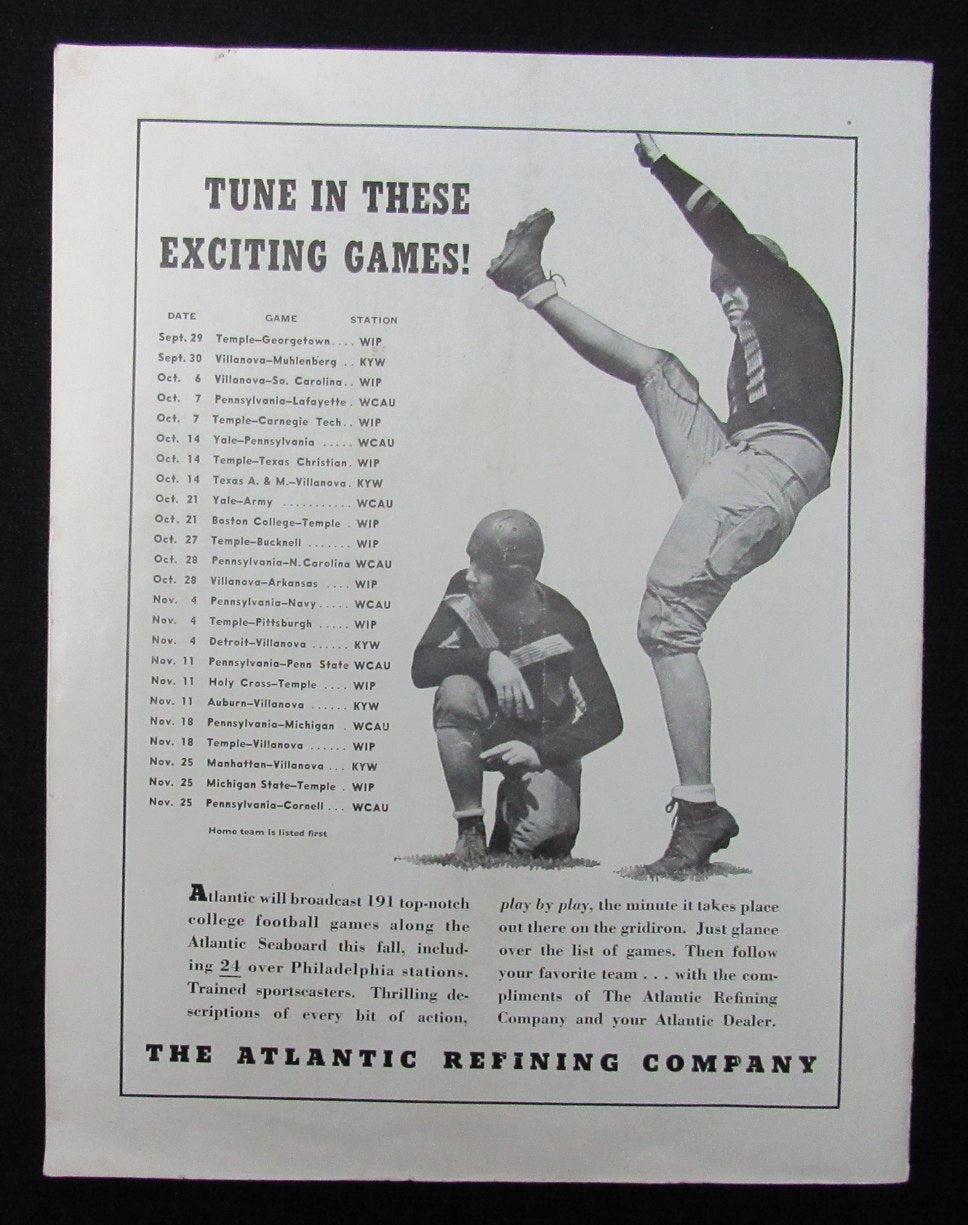 TUNE IN THESE
EXCITING GAMES!
DATE GAME STATION
Sept. 29 Temple–Georgetown.... WIP
Sept. 30 Villanova–Muhlenberg .. KYW
Oct. 6 Villanova–So. Carolina.. WIP
Oct. 7 Pennsylvania–Lafayette . WCAU
Oct. 7 Temple–Carnegie Tech.. WIP
Oct. 14 Yale–Pennsylvania ..... WCAU
Oct. 14 Temple–Texas Christian. WIP
Oct. 14 Texas A. & M.–Villanova. KYW
Oct. 21 Yale–Army ........... WCAU
Oct. 21 Boston College–Temple . WIP
Oct. 27 Temple–Bucknell ....... WIP
Oct. 28 Pennsylvania–N. Carolina WCAU
Oct. 28 Villanova–Arkansas .... WIP
Nov. 4 Pennsylvania–Navy..... WCAU
Nov. 4 Temple–Pittsburgh ..... WIP
Nov. 4 Detroit–Villanova ...... KYW
Nov. 11 Pennsylvania–Penn State WCAU
Nov. 11 Holy Cross–Temple .... WIP
Nov. 11 Auburn–Villanova ...... KYW
Nov. 18 Pennsylvania–Michigan . WCAU
Nov. 18 Temple–Villanova ...... WIP
Nov. 25 Manhattan–Villanova ... KYW
Nov. 25 Michigan State–Temple . WIP
Nov. 25 Pennsylvania–Cornell ... WCAU
Home team is listed first
Atlantic will broadcast 191 top-notch
college football games along the
Atlantic Seaboard this fall, includ-
ing 24 over Philadelphia stations.
Trained sportscasters. Thrilling de-
scriptions of every bit of action,
play by play, the minute it takes place
out there on the gridiron. Just glance
over the list of games. Then follow
your favorite team . . . with the com-
pliments of The Atlantic Refining
Company and your Atlantic Dealer.
THE ATLANTIC REFINING COMPANY